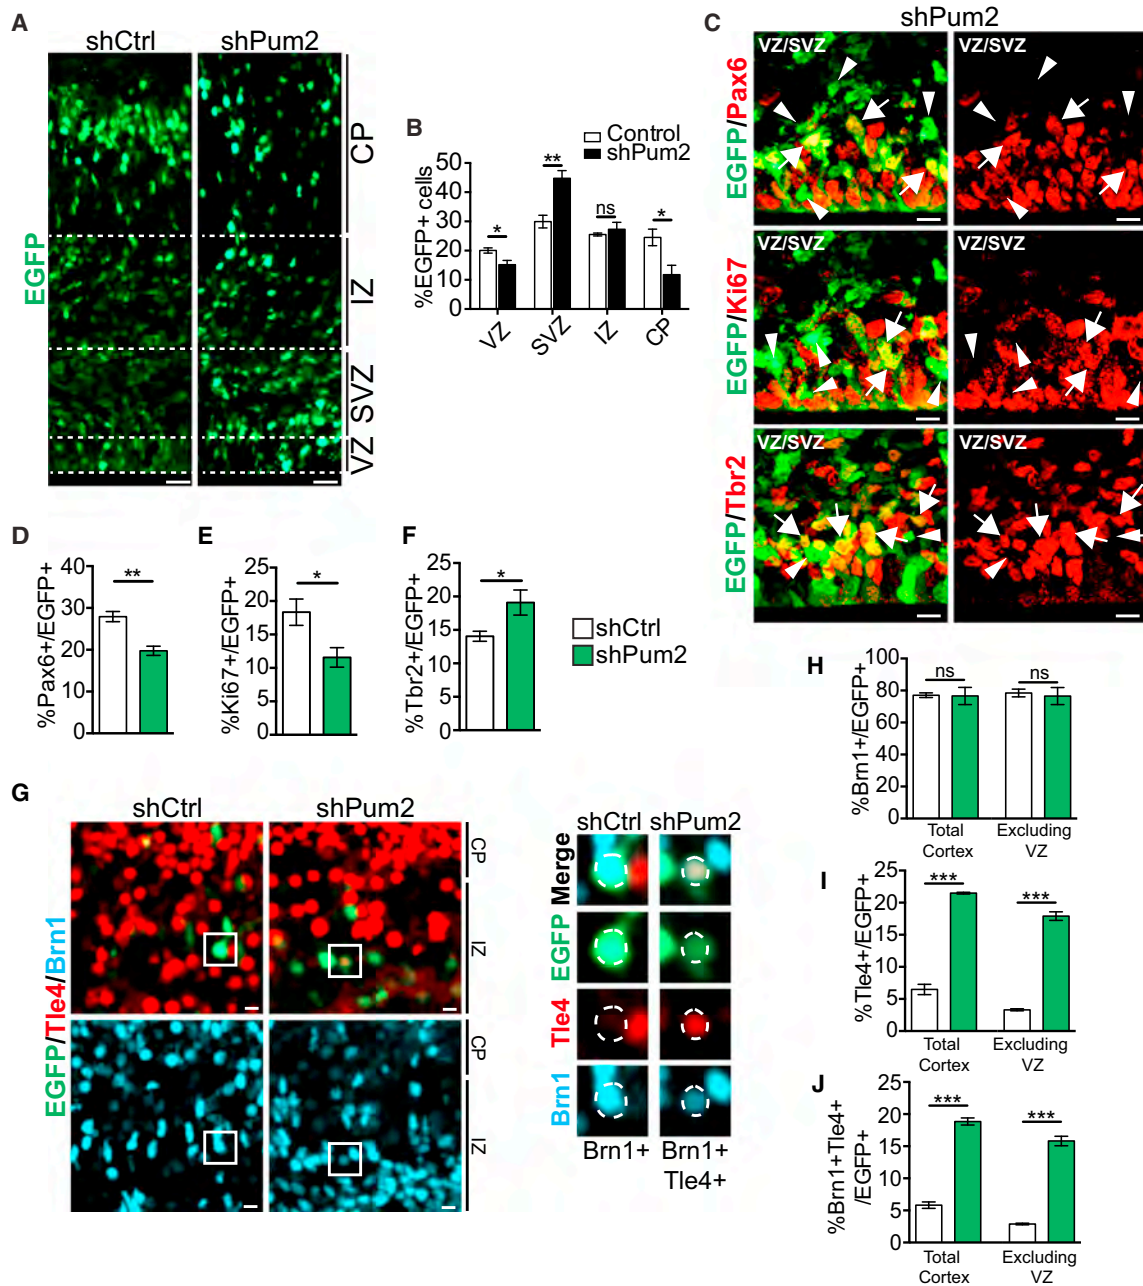 A
shCtrl
shPum2
EGFP
CP
IZ
SVZ
VZ
B
Control
shPum2
%EGFP+ cells
50
40
30
20
10
0
*
**
ns
*
VZ
SVZ
IZ
CP
C
shPum2
VZ/SVZ
VZ/SVZ
EGFP/Pax6
VZ/SVZ
VZ/SVZ
EGFP/Ki67
VZ/SVZ
VZ/SVZ
EGFP/Tbr2
D
%Pax6+/EGFP+
40
30
20
10
0
**
E
%Ki67+/EGFP+
25
20
15
10
5
0
*
F
%Tbr2+/EGFP+
25
20
15
10
5
0
*
shCtrl
shPum2
G
shCtrl
shPum2
EGFP/Tle4/Brn1
CP
IZ
CP
IZ
shCtrl
shPum2
Merge
EGFP
Tle4
Brn1
Brn1+
Brn1+
Tle4+
H
%Brn1+/EGFP+
100
80
60
40
20
0
ns
ns
Total
Cortex
Excluding
VZ
I
%Tle4+/EGFP+
25
20
15
10
5
0
***
***
Total
Cortex
Excluding
VZ
J
%Brn1+Tle4+
/EGFP+
25
20
15
10
5
0
***
***
Total
Cortex
Excluding
VZ